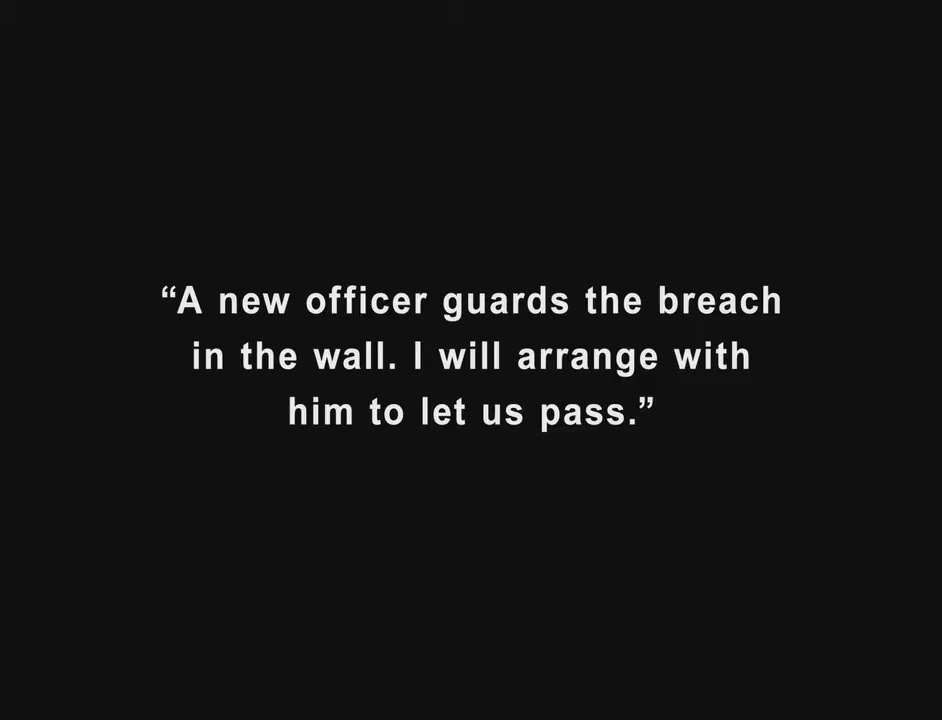 “A new officer guards the breach
in the wall. I will arrange with
him to let us pass.”